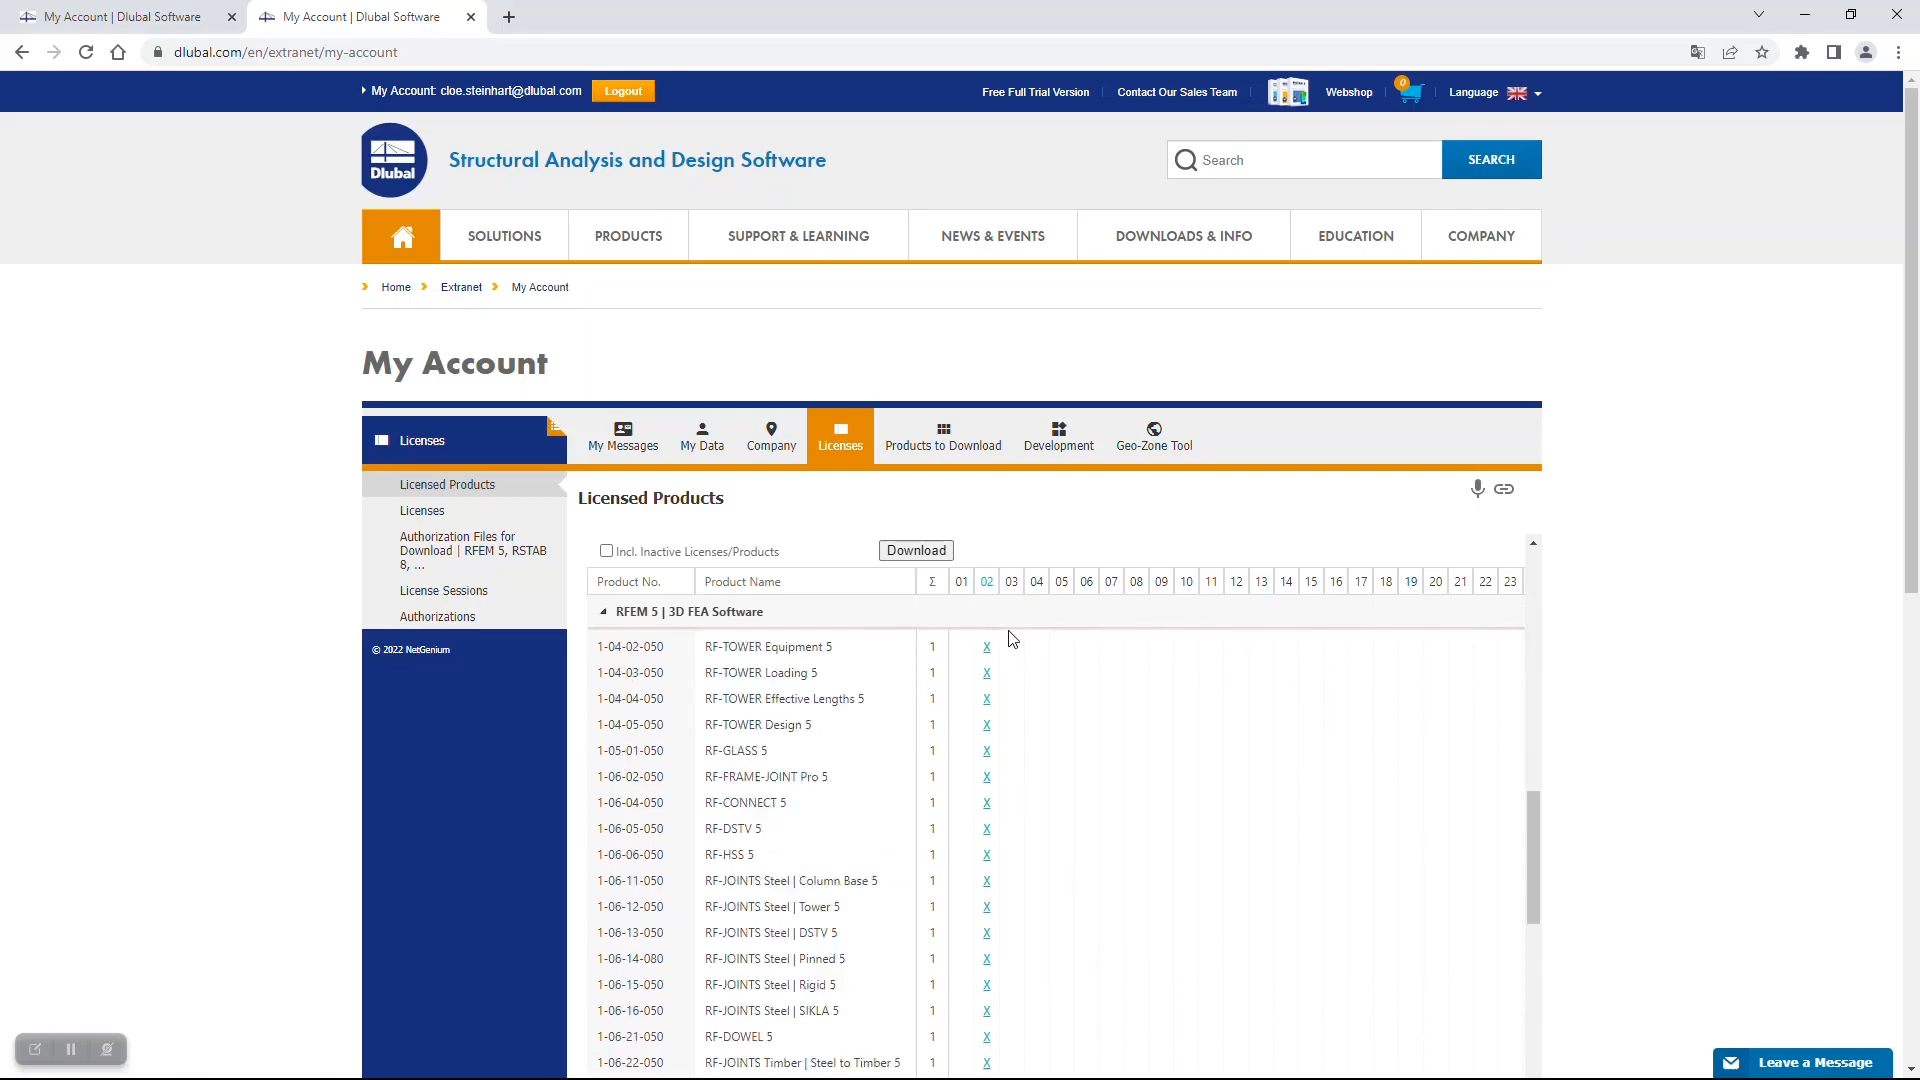 My Account | Dlubal Software
My Account | Dlubal Software
dlubal.com/en/extranet/my-account
My Account: cloe.steinhart@dlubal.com
Logout
Free Full Trial Version
Contact Our Sales Team
Webshop
0
Language
Dlubal
Structural Analysis and Design Software
Search
SEARCH
SOLUTIONS
PRODUCTS
SUPPORT & LEARNING
NEWS & EVENTS
DOWNLOADS & INFO
EDUCATION
COMPANY
Home
Extranet
My Account
My Account
Licenses
My Messages
My Data
Company
Licenses
Products to Download
Development
Geo-Zone Tool
Licensed Products
Licenses
Authorization Files for
Download | RFEM 5, RSTAB
8, ...
License Sessions
Authorizations
© 2022 NetGenium
Licensed Products
Incl. Inactive Licenses/Products
Download
Product No. Product Name Σ 01 02 03 04 05 06 07 08 09 10 11 12 13 14 15 16 17 18 19 20 21 22 23
RFEM 5 | 3D FEA Software
1-04-02-050 RF-TOWER Equipment 5 1 X
1-04-03-050 RF-TOWER Loading 5 1 X
1-04-04-050 RF-TOWER Effective Lengths 5 1 X
1-04-05-050 RF-TOWER Design 5 1 X
1-05-01-050 RF-GLASS 5 1 X
1-06-02-050 RF-FRAME-JOINT Pro 5 1 X
1-06-04-050 RF-CONNECT 5 1 X
1-06-05-050 RF-DSTV 5 1 X
1-06-06-050 RF-HSS 5 1 X
1-06-11-050 RF-JOINTS Steel | Column Base 5 1 X
1-06-12-050 RF-JOINTS Steel | Tower 5 1 X
1-06-13-050 RF-JOINTS Steel | DSTV 5 1 X
1-06-14-080 RF-JOINTS Steel | Pinned 5 1 X
1-06-15-050 RF-JOINTS Steel | Rigid 5 1 X
1-06-16-050 RF-JOINTS Steel | SIKLA 5 1 X
1-06-21-050 RF-DOWEL 5 1 X
1-06-22-050 RF-JOINTS Timber | Steel to Timber 5 1 X
Leave a Message